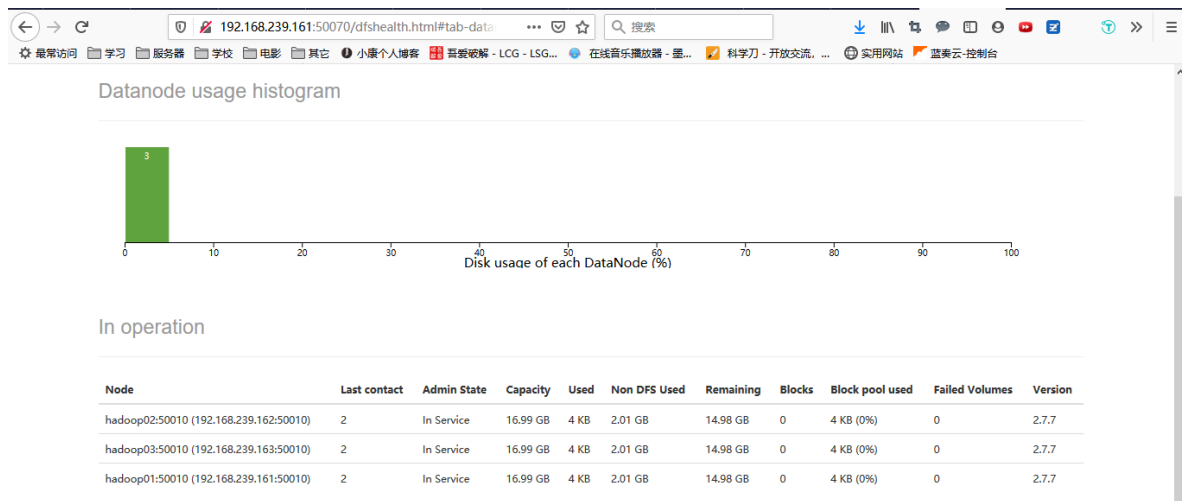 192.168.239.161:50070/dfshealth.html#tab-data
搜索
最常访问 学习 服务器 学校 电影 其它 小康个人博客 吾爱破解 - LCG - LSG... 在线音乐播放器 - 墨... 科学刀 - 开放交流, ... 实用网站 蓝奏云-控制台
Datanode usage histogram
3
0 10 20 30 40 50 60 70 80 90 100
Disk usage of each DataNode (%)
In operation
Node Last contact Admin State Capacity Used Non DFS Used Remaining Blocks Block pool used Failed Volumes Version
hadoop02:50010 (192.168.239.162:50010) 2 In Service 16.99 GB 4 KB 2.01 GB 14.98 GB 0 4 KB (0%) 0 2.7.7
hadoop03:50010 (192.168.239.163:50010) 2 In Service 16.99 GB 4 KB 2.01 GB 14.98 GB 0 4 KB (0%) 0 2.7.7
hadoop01:50010 (192.168.239.161:50010) 2 In Service 16.99 GB 4 KB 2.01 GB 14.98 GB 0 4 KB (0%) 0 2.7.7